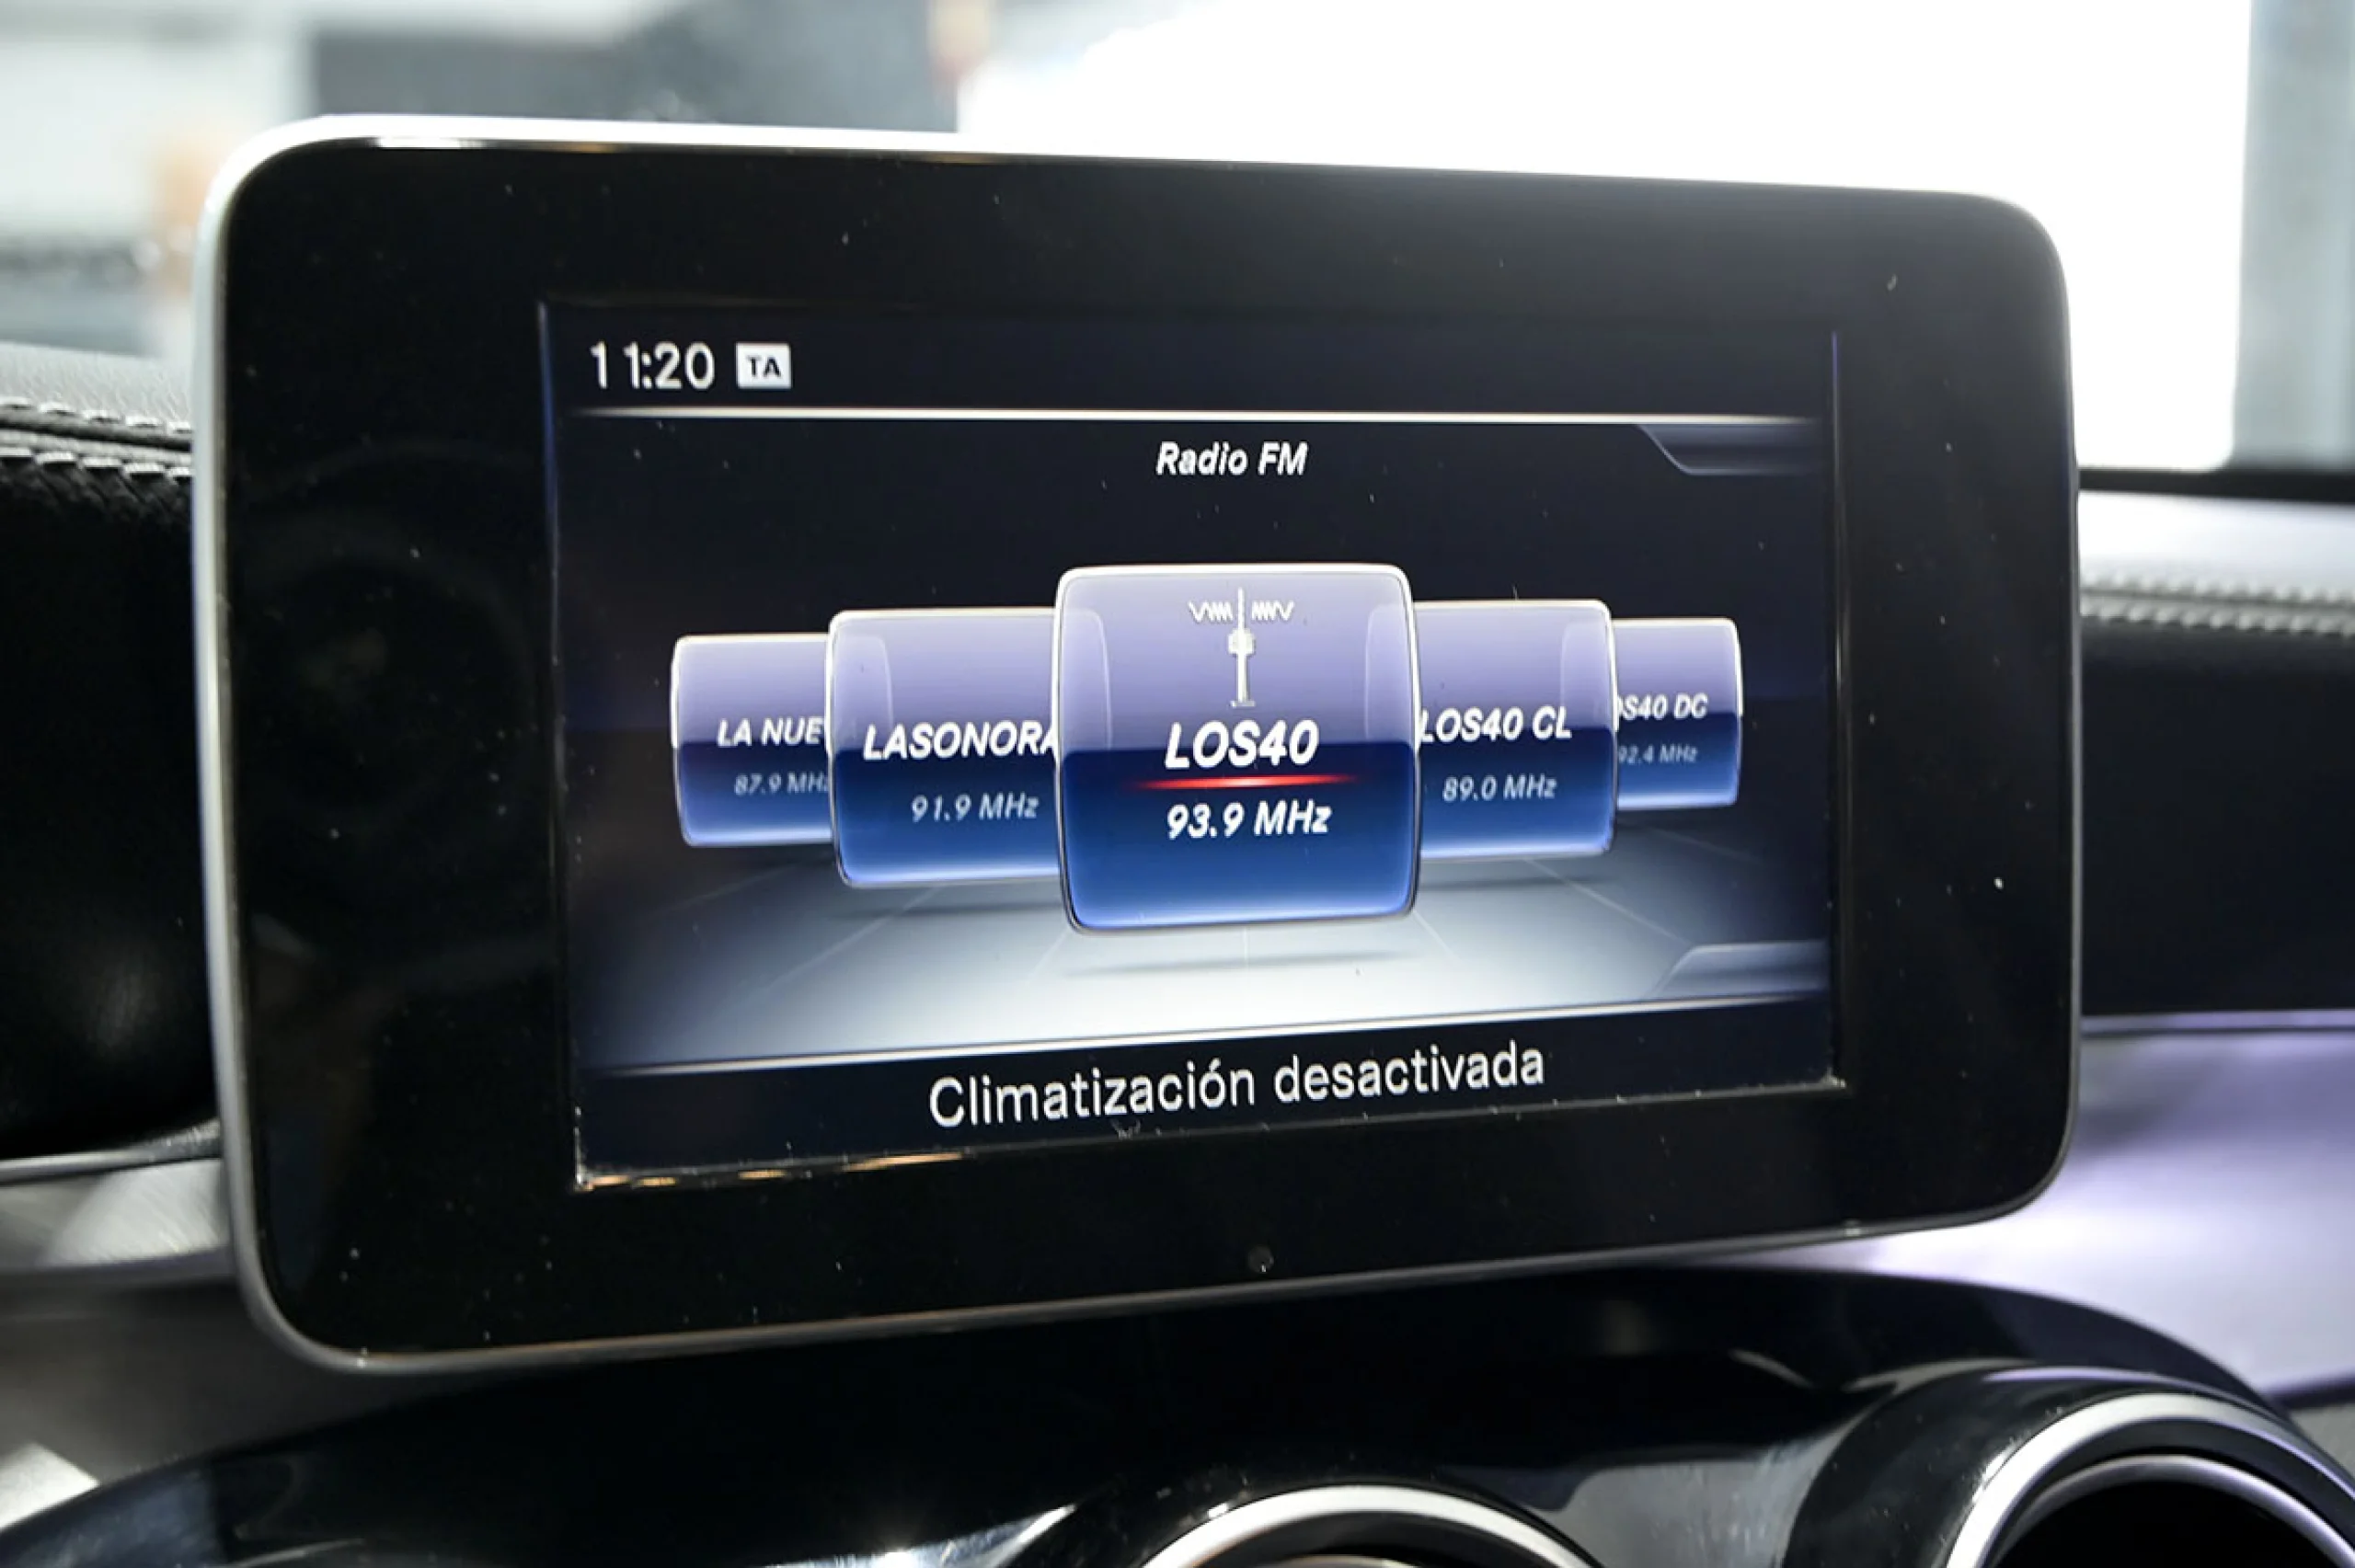 11:20 TA
Radio FM
LA NUE
87.9 MHz
LASONORA
91.9 MHz
LOS40
93.9 MHz
LOS40 CL
89.0 MHz
OS40 DC
92.4 MHz
Climatización desactivada